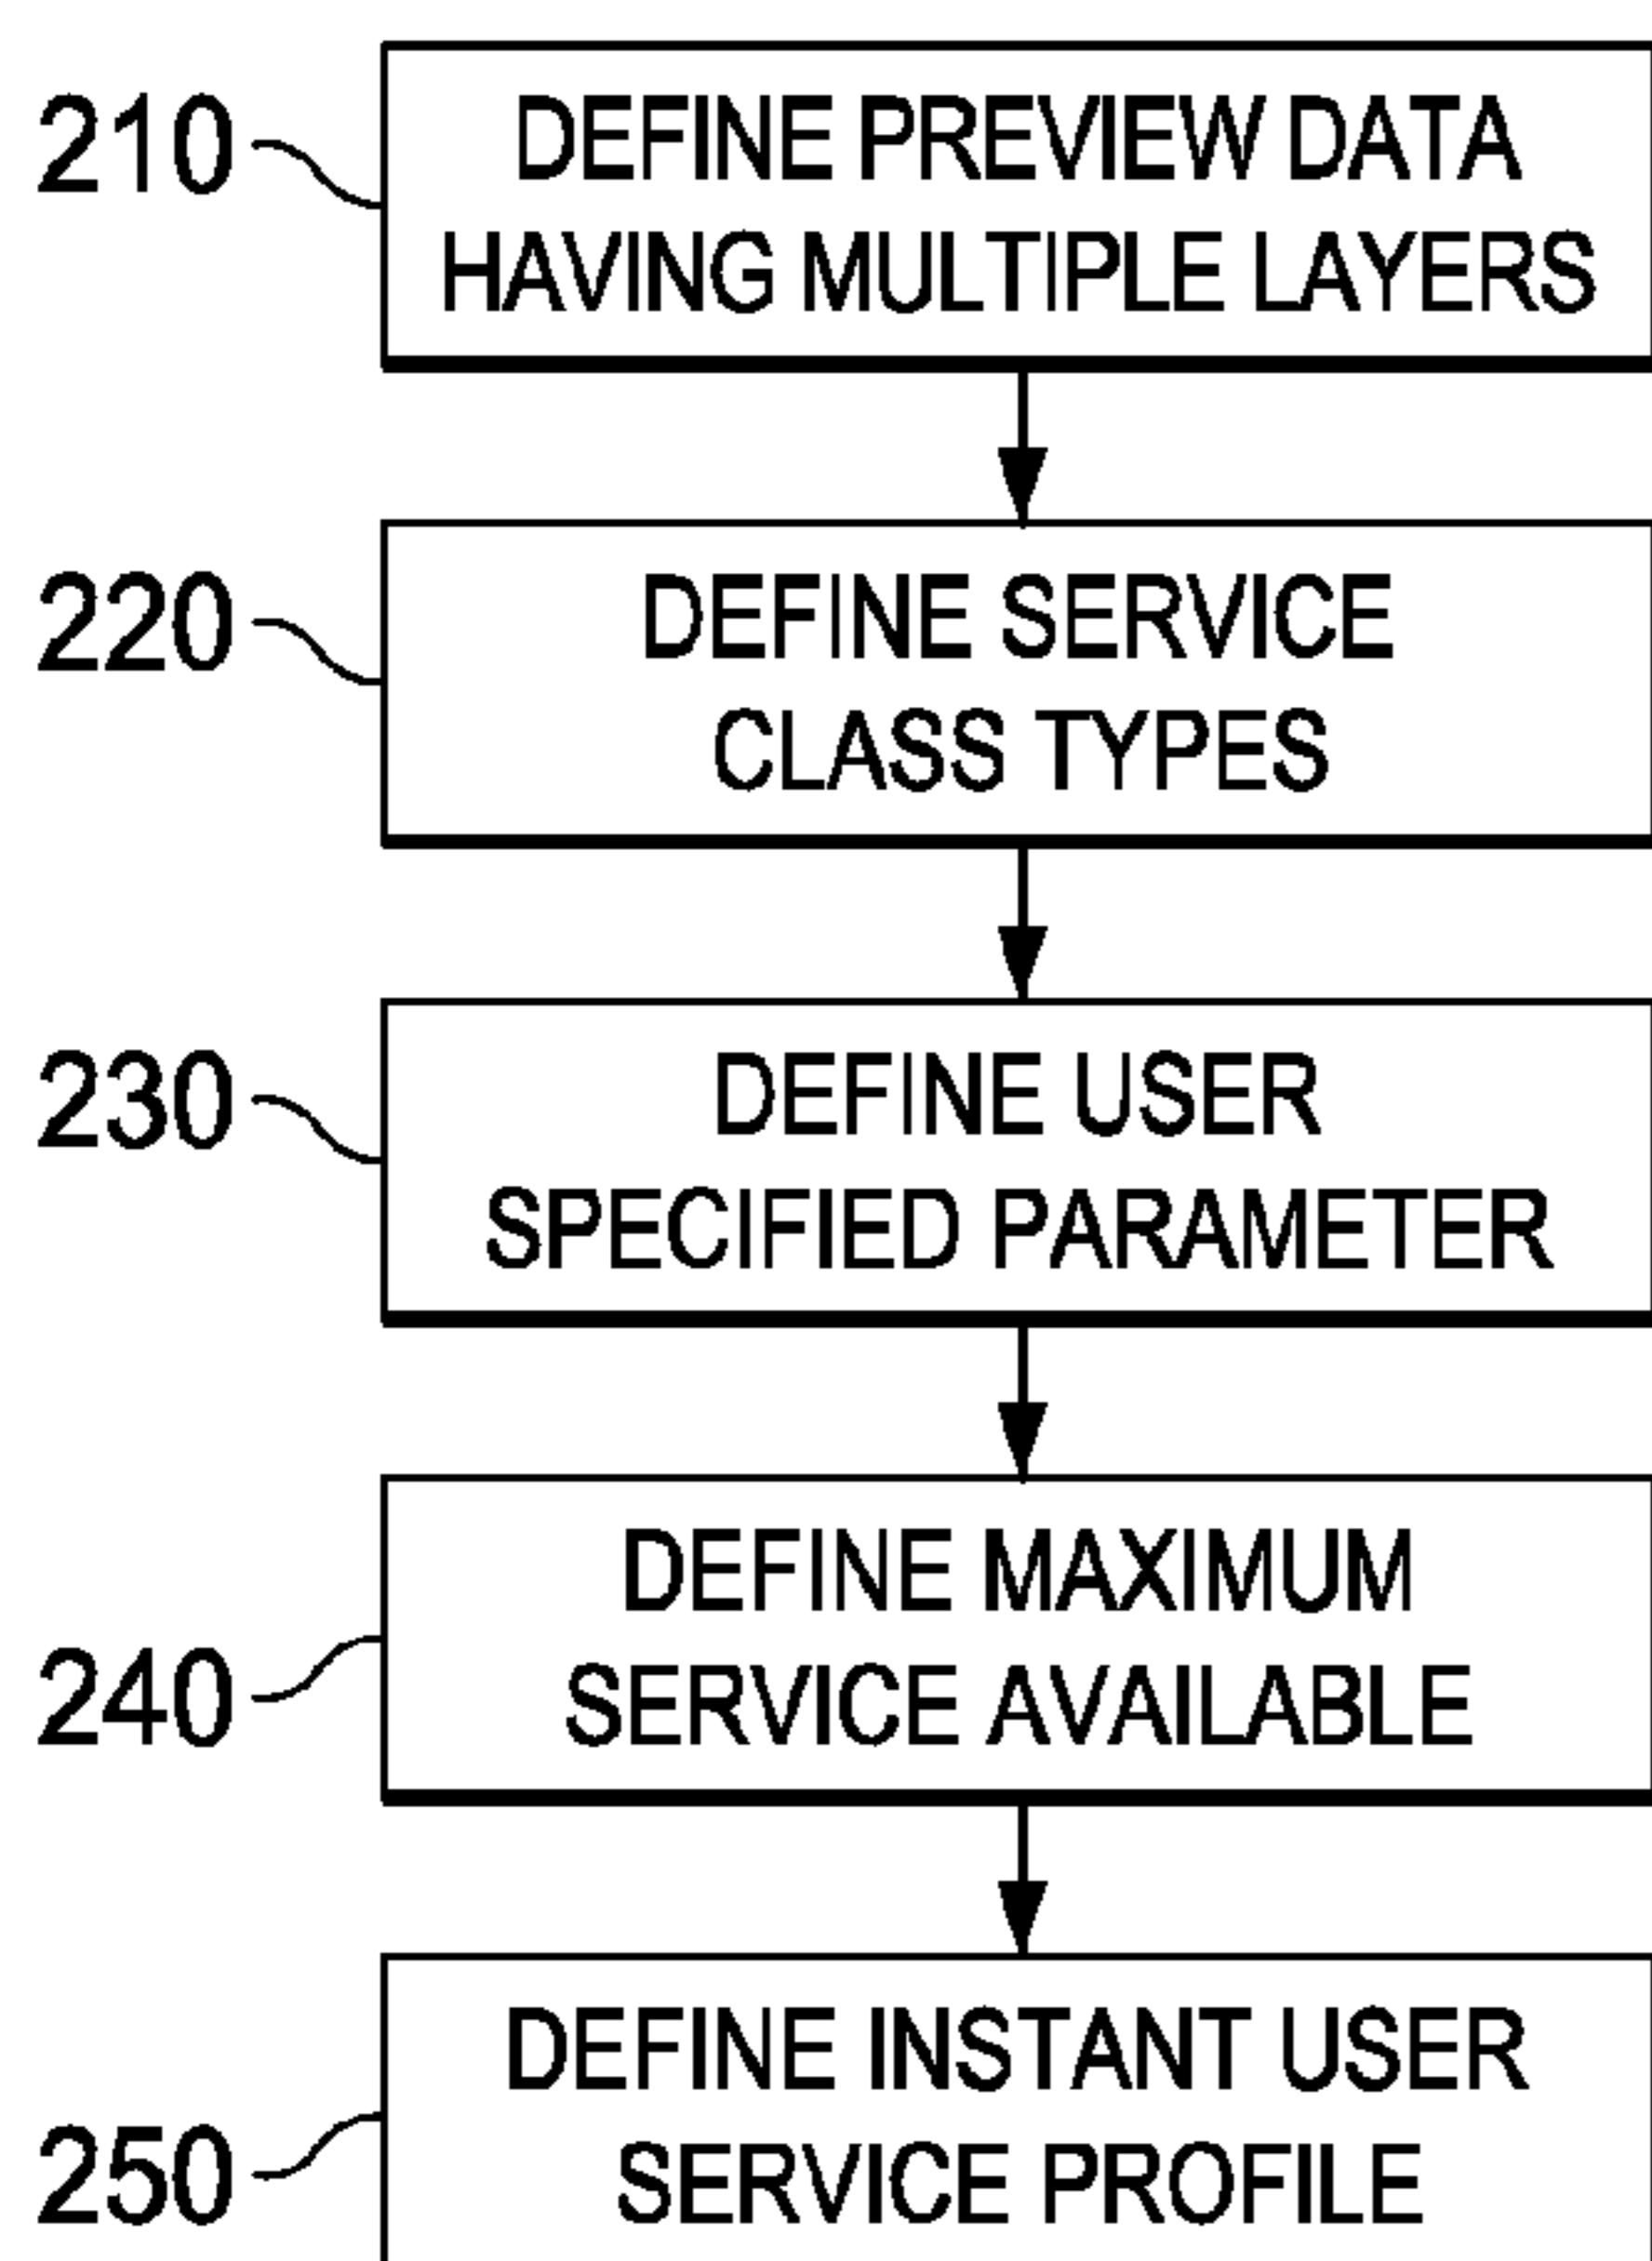 210
DEFINE PREVIEW DATA
HAVING MULTIPLE LAYERS
220
DEFINE SERVICE
CLASS TYPES
230
DEFINE USER
SPECIFIED PARAMETER
240
DEFINE MAXIMUM
SERVICE AVAILABLE
250
DEFINE INSTANT USER
SERVICE PROFILE